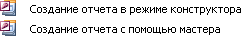 Создание отчета в режиме конструктора
Создание отчета с помощью мастера